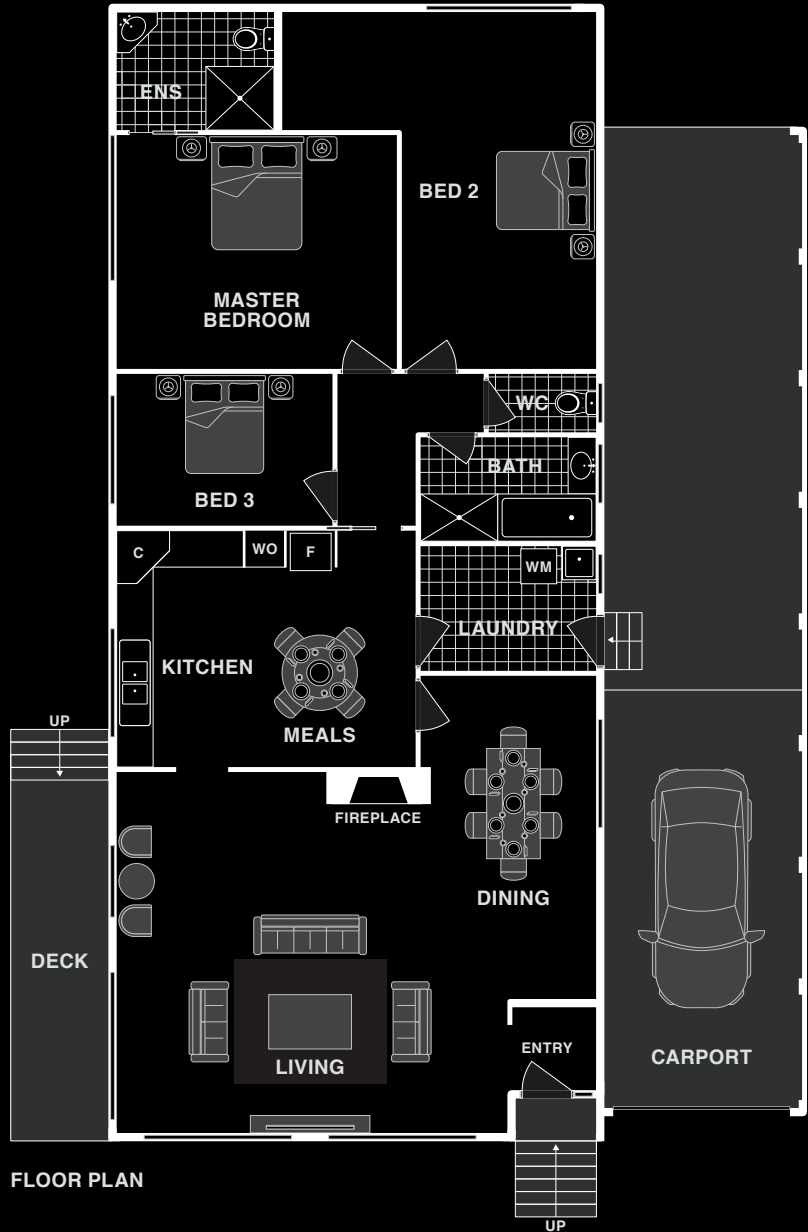 ENS
BED 2
MASTER
BEDROOM
WC
BATH
BED 3
C
WO
F
WM
LAUNDRY
KITCHEN
MEALS
UP
FIREPLACE
DINING
DECK
ENTRY
CARPORT
LIVING
FLOOR PLAN
UP